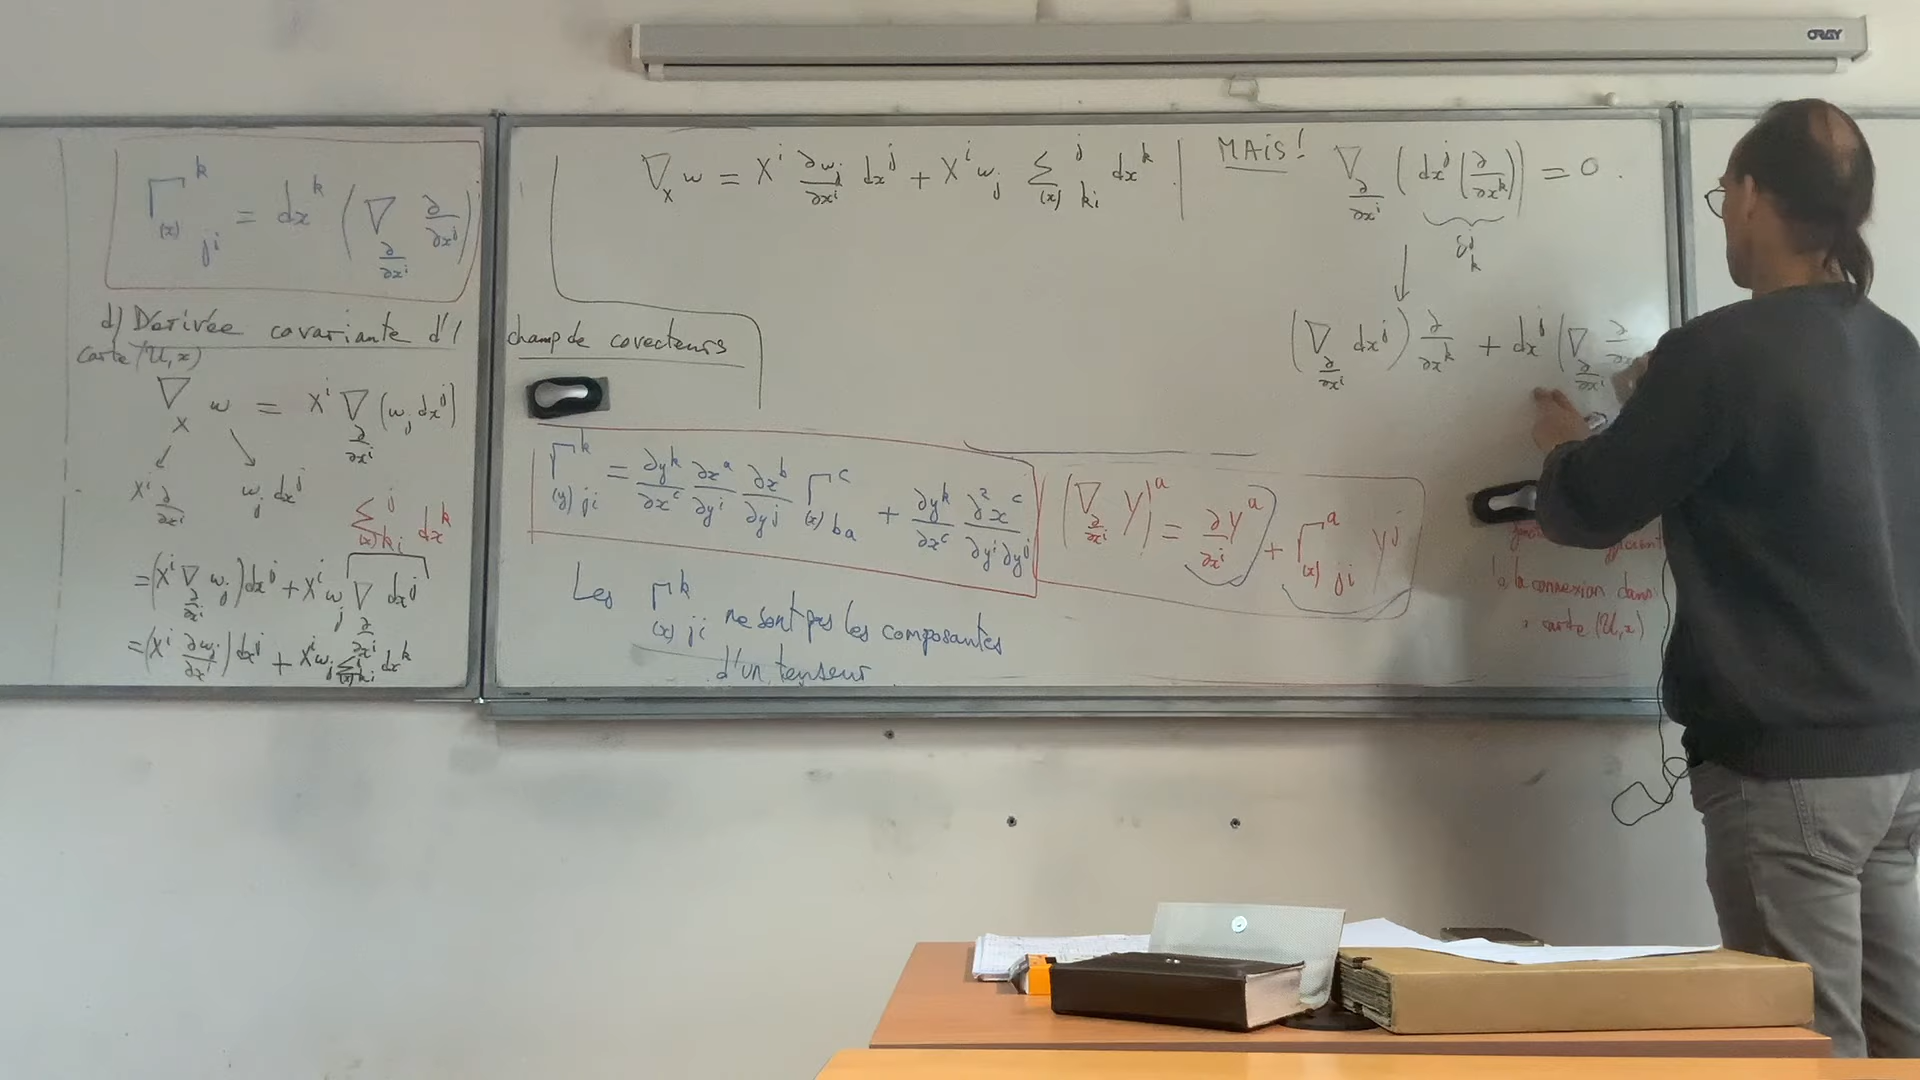 ORAY
Γ^k_{(x) ji} = dx^k (∇_{∂/∂x^i} ∂/∂x^j)
d) Dérivée covariante d'1 champ de covecteurs
Carte (U, x)
∇_X w = X^i ∇_{∂/∂x^i} (w_j dx^j)
X^i ∂/∂x^i
w_j dx^j
Σ^j_{(x) ki} dx^k
= (X^i ∇_{∂/∂x^i} w_j) dx^j + X^i w_j ∇_{∂/∂x^i} dx^j
= (X^i ∂w_j/∂x^i) dx^j + X^i w_j Σ^j_{(x) ki} dx^k
∇_X w = X^i ∂w_j/∂x^i dx^j + X^i w_j Σ^j_{(x) ki} dx^k
MAIS! ∇_{∂/∂x^i} (dx^j (∂/∂x^k)) = 0.
δ^j_k
(∇_{∂/∂x^i} dx^j) ∂/∂x^k + dx^j (∇_{∂/∂x^i}
Γ^k_{(y) ji} = ∂y^k/∂x^c ∂x^a/∂y^i ∂x^b/∂y^j Γ^c_{(x) ba} + ∂y^k/∂x^c ∂²x^c/∂y^i∂y^j
(∇_{∂/∂x^i} Y)^a = ∂Y^a/∂x^i + Γ^a_{(x) ji} Y^j
Les Γ^k_{(x) ji} ne sont pas les composantes
d'un tenseur
la connexion dans
carte (U, x)